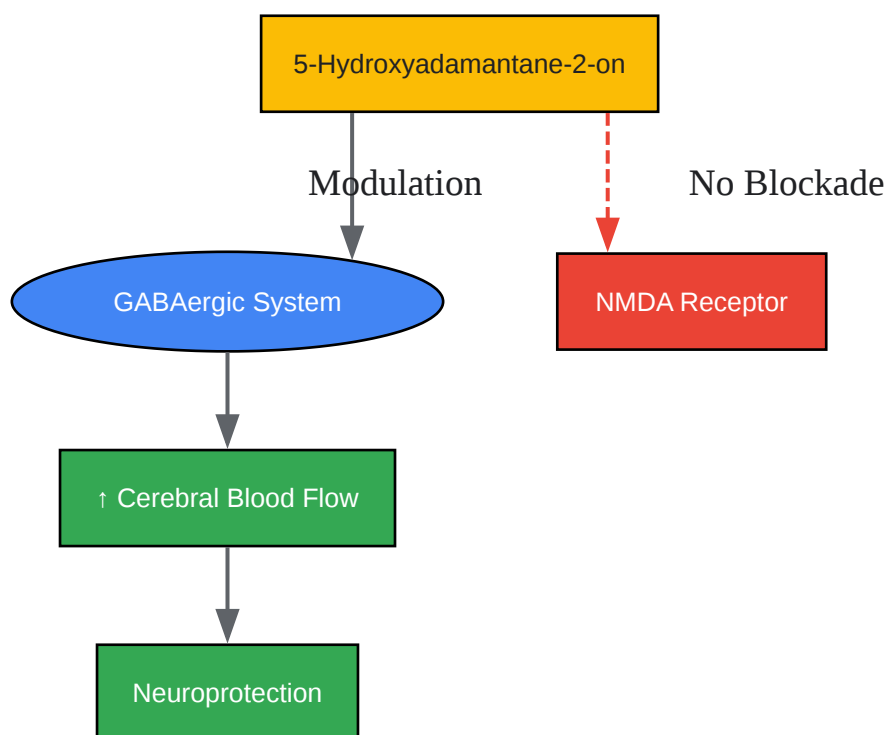 5-Hydroxyadamantane-2-on
Modulation
No Blockade
GABAergic System
NMDA Receptor
↑ Cerebral Blood Flow
Neuroprotection